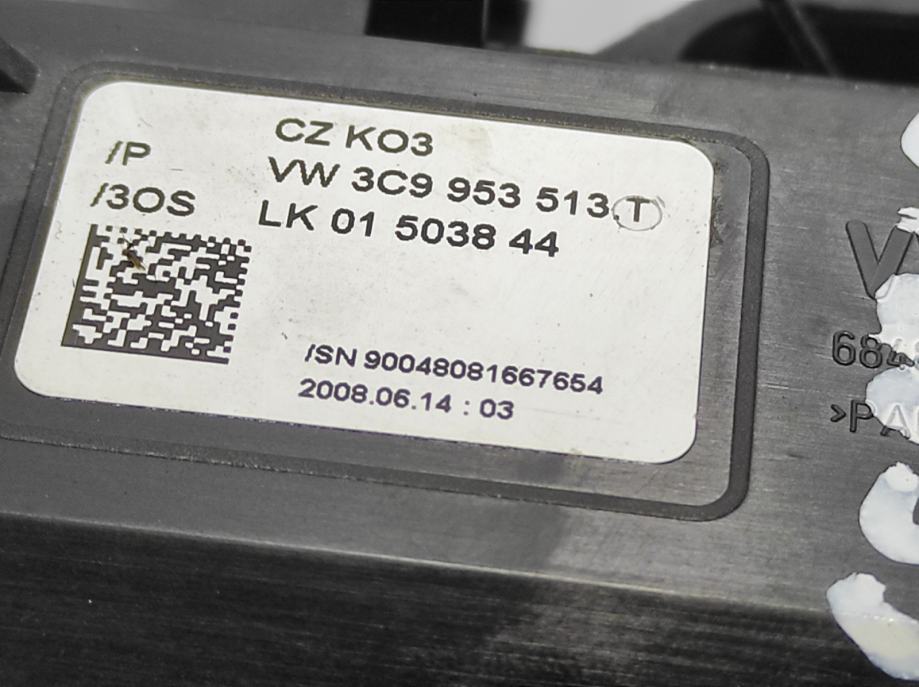 CZ KO3
/P
VW 3C9 953 513.T
/3OS
LK 01 5038 44
/SN 90048081667654
2008.06.14 : 03